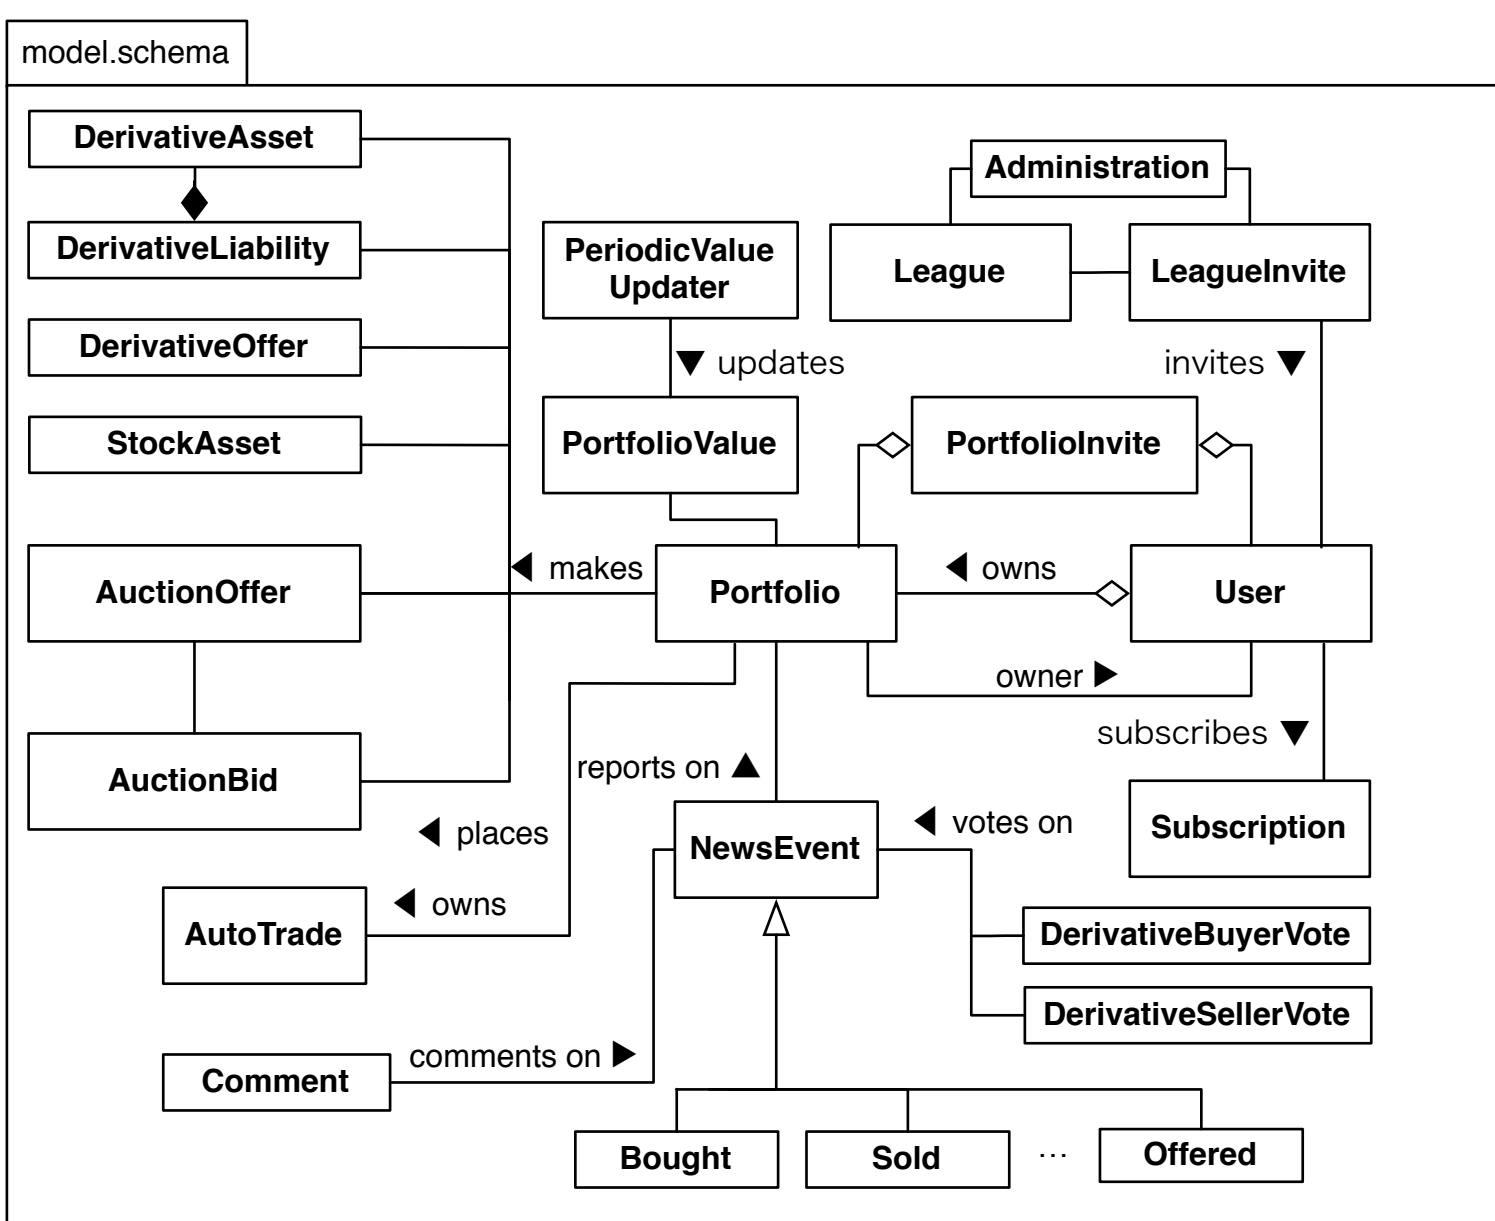 model.schema
DerivativeAsset
Administration
DerivativeLiability
PeriodicValue
Updater
League
LeagueInvite
DerivativeOffer
updates
invites
StockAsset
PortfolioValue
PortfolioInvite
makes
owns
AuctionOffer
Portfolio
User
owner
subscribes
AuctionBid
reports on
places
NewsEvent
votes on
Subscription
owns
AutoTrade
DerivativeBuyerVote
DerivativeSellerVote
comments on
Comment
Bought
Sold
...
Offered